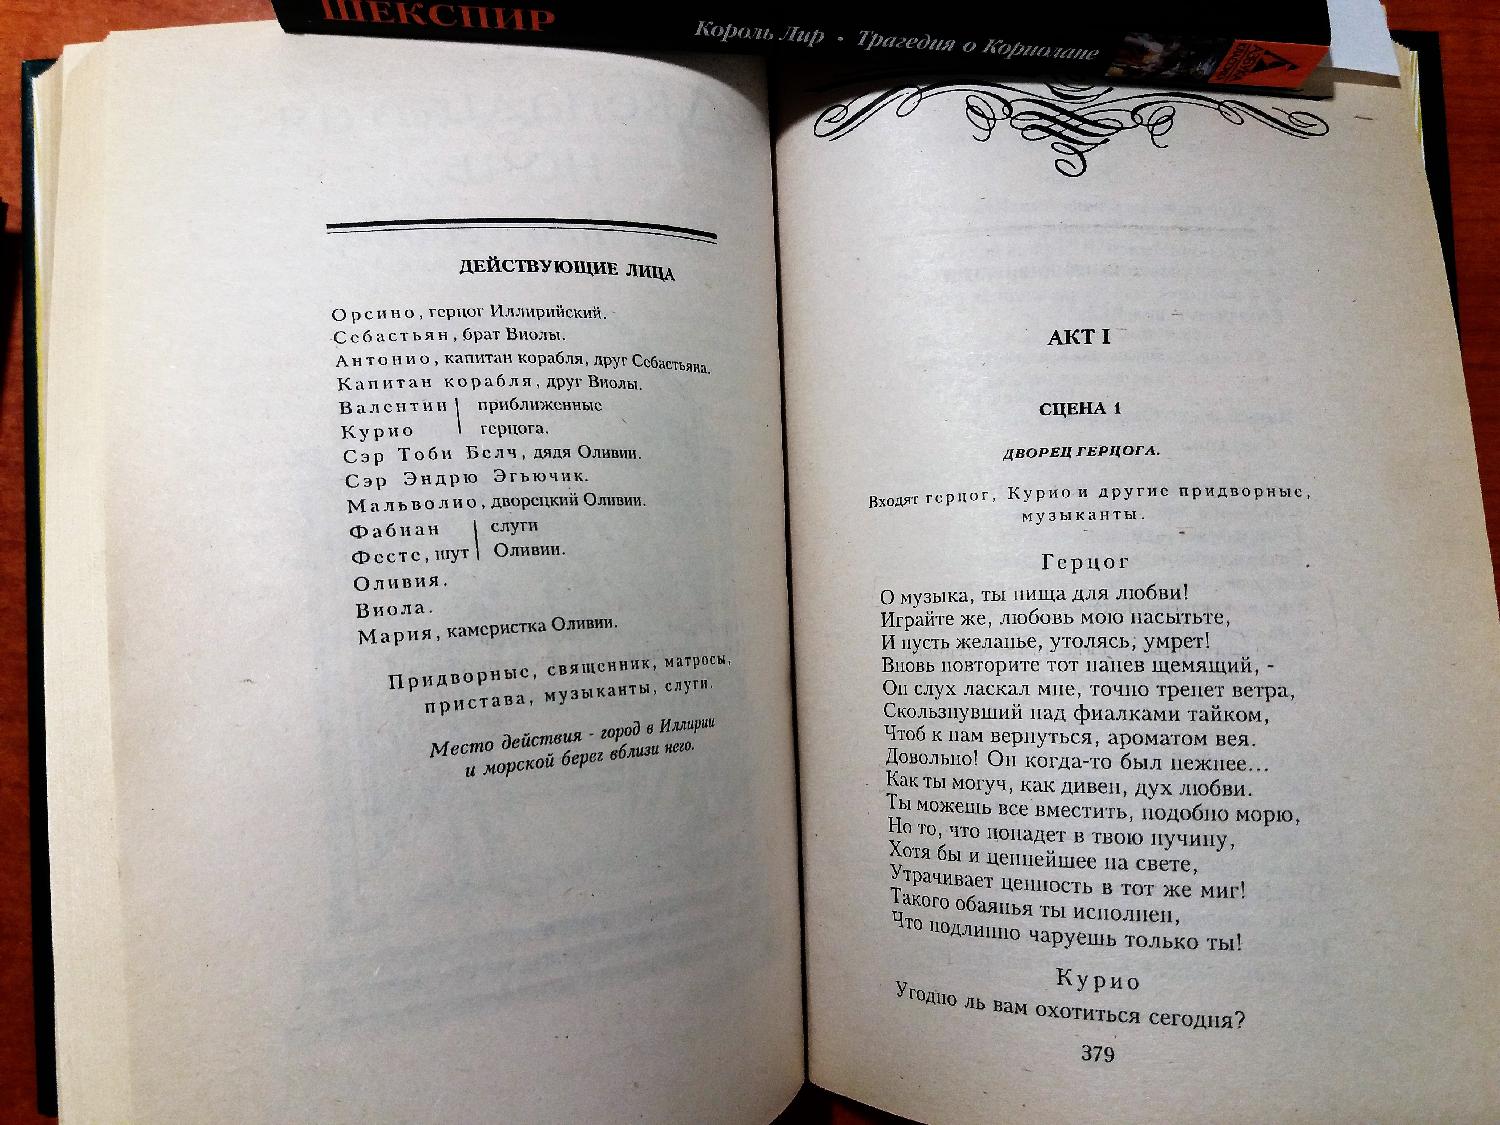 ШЕКСПИР
Король Лир · Трагедия о Кориолане
ДЕЙСТВУЮЩИЕ ЛИЦА
Орсино, герцог Иллирийский.
Себастьян, брат Виолы.
Антонио, капитан корабля, друг Себастьяна.
Капитан корабля, друг Виолы.
Валентин | приближенные
Курио | герцога.
Сэр Тоби Белч, дядя Оливии.
Сэр Эндрю Эгьючик.
Мальволио, дворецкий Оливии.
Фабиан | слуги
Фесте, шут | Оливии.
Оливия.
Виола.
Мария, камеристка Оливии.
Придворные, священник, матросы,
пристава, музыканты, слуги.
Место действия - город в Иллирии
и морской берег вблизи него.
АКТ I
СЦЕНА 1
ДВОРЕЦ ГЕРЦОГА.
Входят герцог, Курио и другие придворные,
музыканты.
Герцог
О музыка, ты пища для любви!
Играйте же, любовь мою насытьте,
И пусть желанье, утолясь, умрет!
Вновь повторите тот напев щемящий, -
Он слух ласкал мне, точно трепет ветра,
Скользнувший над фиалками тайком,
Чтоб к нам вернуться, ароматом вея.
Довольно! Он когда-то был нежнее...
Как ты могуч, как дивен, дух любви.
Ты можешь все вместить, подобно морю,
Но то, что попадет в твою пучину,
Хотя бы и ценнейшее на свете,
Утрачивает ценность в тот же миг!
Такого обаянья ты исполнен,
Что подлинно чаруешь только ты!
Курио
Угодно ль вам охотиться сегодня?
379